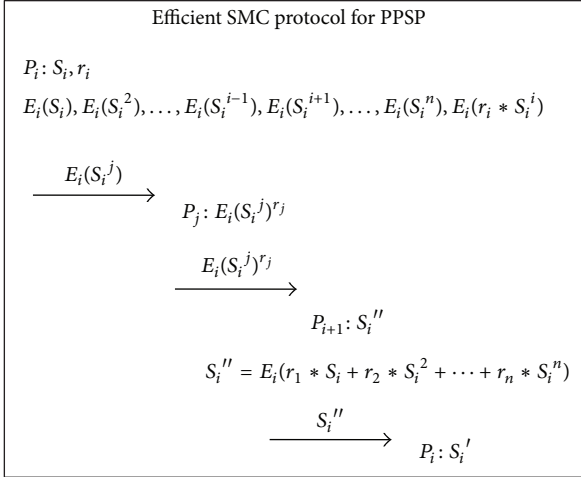 Efficient SMC protocol for PPSP
P_i : S_i, r_i
E_i(S_i), E_i(S_i^2), . . . , E_i(S_i^{i−1}), E_i(S_i^{i+1}), . . . , E_i(S_i^n), E_i(r_i ∗ S_i^i)
E_i(S_i^j)
P_j : E_i(S_i^j)^{r_j}
E_i(S_i^j)^{r_j}
P_{i+1} : S_i′′
S_i′′ = E_i(r_1 ∗ S_i + r_2 ∗ S_i^2 + · · · + r_n ∗ S_i^n)
S_i′′
P_i : S_i′